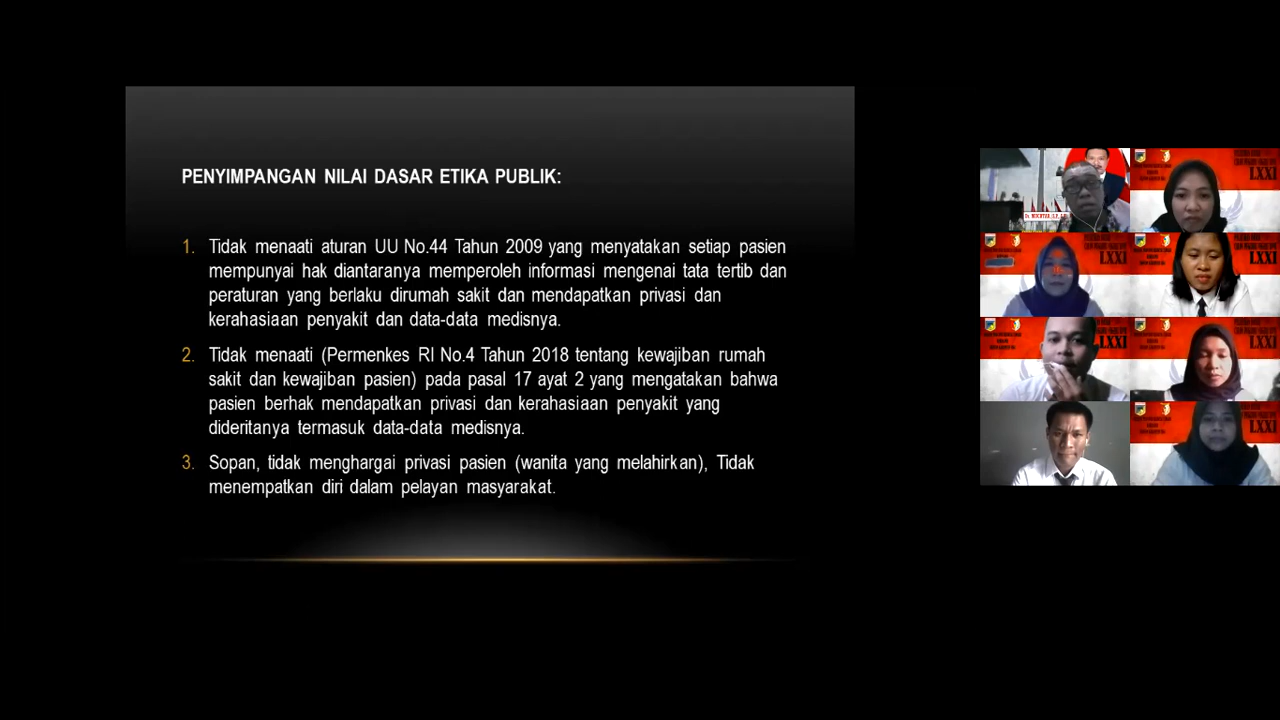 PENYIMPANGAN NILAI DASAR ETIKA PUBLIK:
1. Tidak menaati aturan UU No.44 Tahun 2009 yang menyatakan setiap pasien
mempunyai hak diantaranya memperoleh informasi mengenai tata tertib dan
peraturan yang berlaku dirumah sakit dan mendapatkan privasi dan
kerahasiaan penyakit dan data-data medisnya.
2. Tidak menaati (Permenkes RI No.4 Tahun 2018 tentang kewajiban rumah
sakit dan kewajiban pasien) pada pasal 17 ayat 2 yang mengatakan bahwa
pasien berhak mendapatkan privasi dan kerahasiaan penyakit yang
dideritanya termasuk data-data medisnya.
3. Sopan, tidak menghargai privasi pasien (wanita yang melahirkan), Tidak
menempatkan diri dalam pelayan masyarakat.
LXXI
LXXI
LXXI
LXXI
LXXI
LXXI